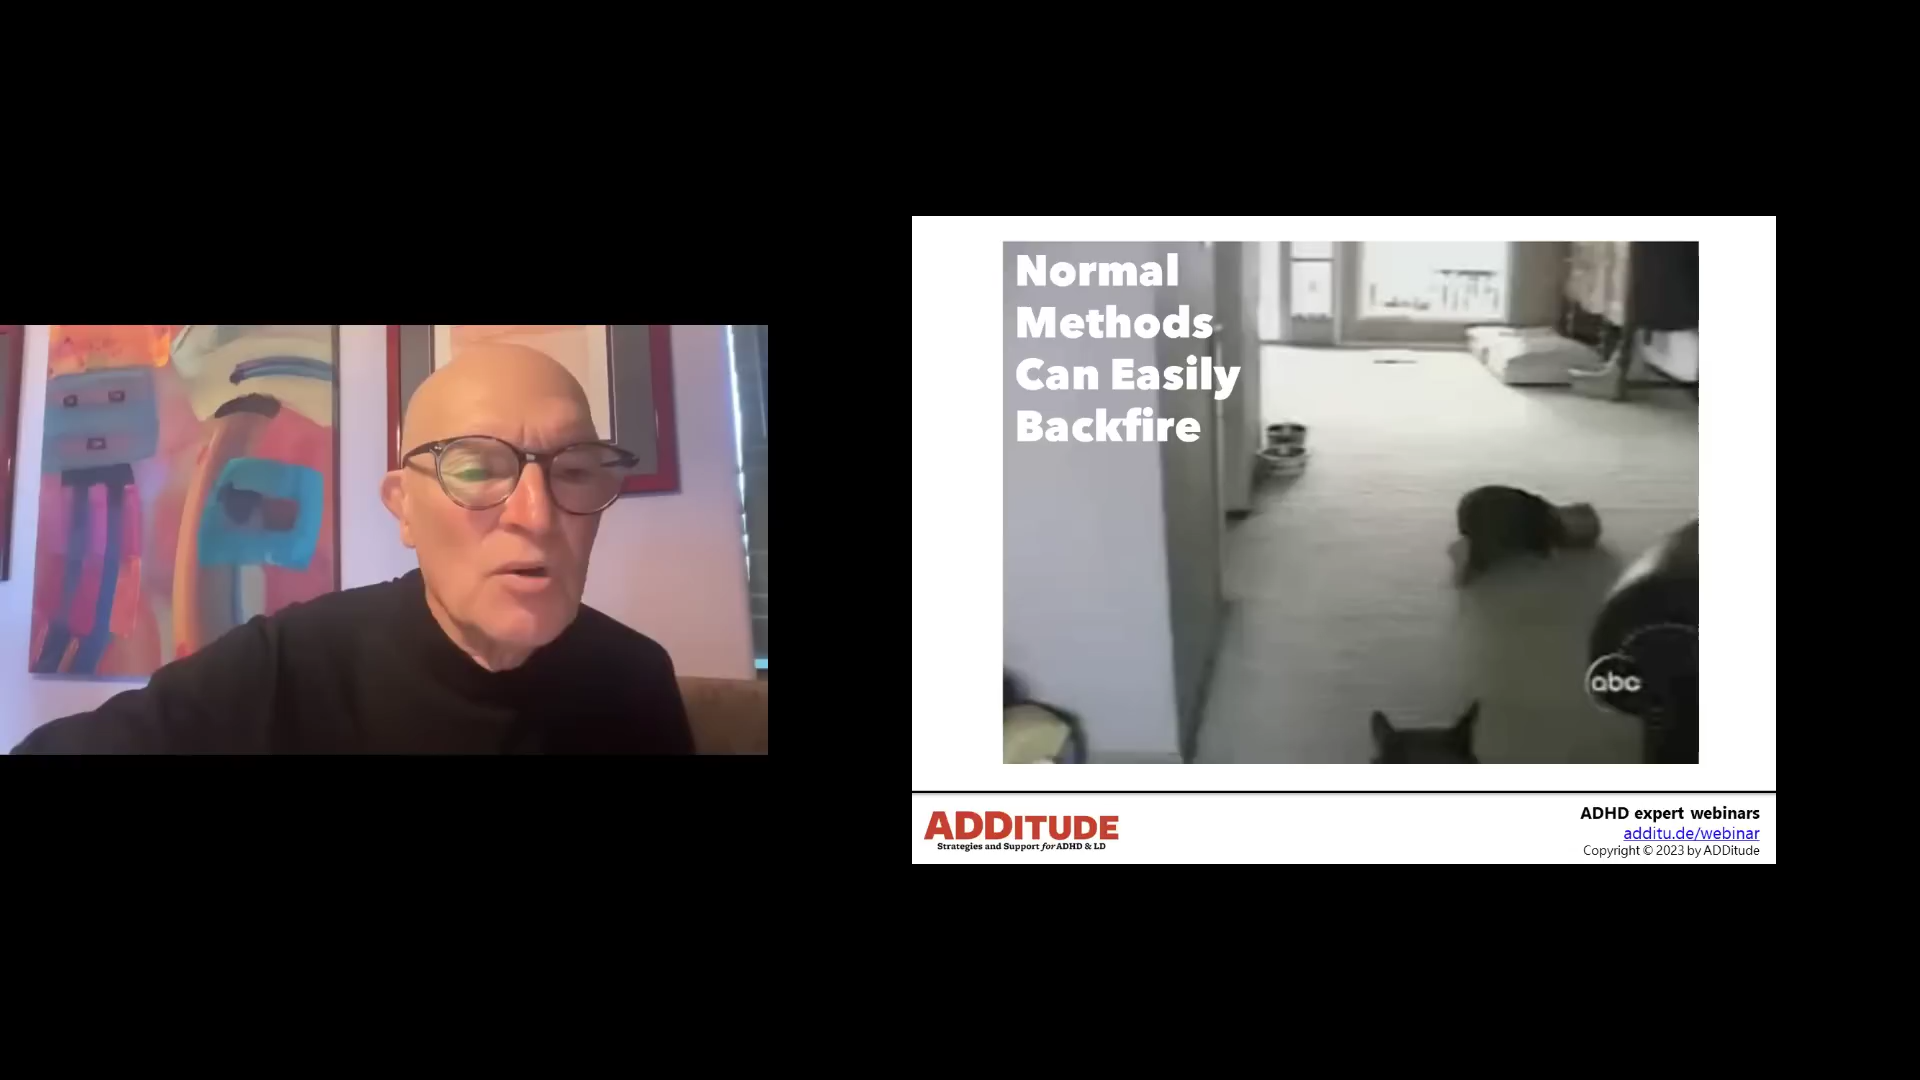 Normal
Methods
Can Easily
Backfire
abc
ADDITUDE
Strategies and Support for ADHD & LD
ADHD expert webinars
additu.de/webinar
Copyright © 2023 by ADDitude